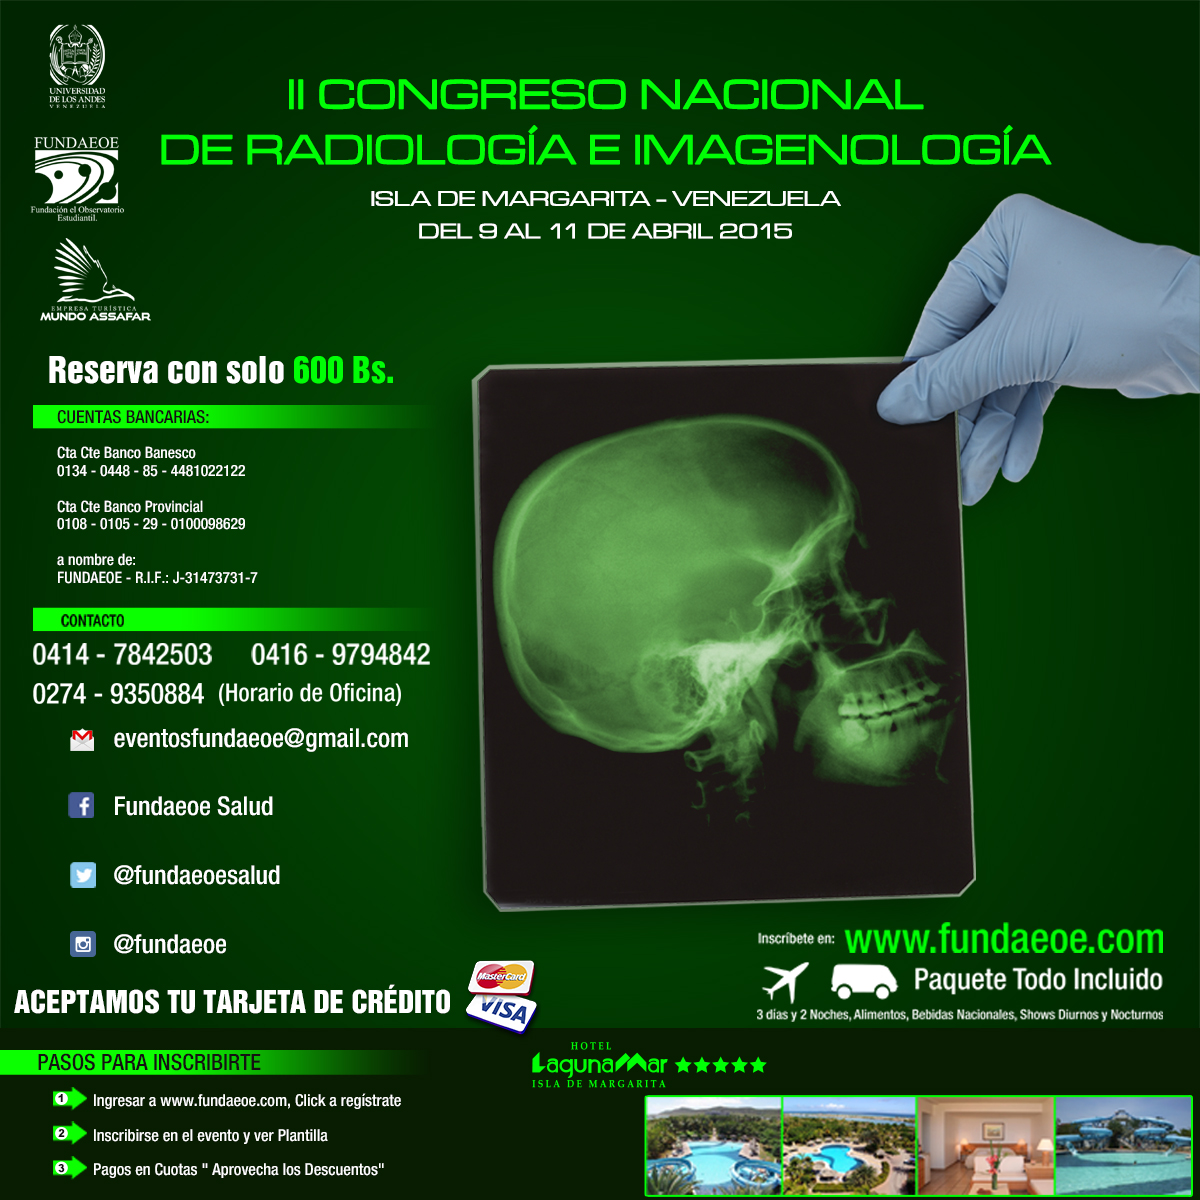 UNIVERSIDAD
DE LOS ANDES
VENEZUELA
FUNDAEOE
Fundación el Observatorio
Estudiantil.
EMPRESA TURÍSTICA
MUNDO ASSAFAR
II CONGRESO NACIONAL
DE RADIOLOGÍA E IMAGENOLOGÍA
ISLA DE MARGARITA - VENEZUELA
DEL 9 AL 11 DE ABRIL 2015
Reserva con solo 600 Bs.
CUENTAS BANCARIAS:
Cta Cte Banco Banesco
0134 - 0448 - 85 - 4481022122
Cta Cte Banco Provincial
0108 - 0105 - 29 - 0100098629
a nombre de:
FUNDAEOE - R.I.F.: J-31473731-7
CONTACTO
0414 - 7842503 0416 - 9794842
0274 - 9350884 (Horario de Oficina)
eventosfundaeoe@gmail.com
Fundaeoe Salud
@fundaeoesalud
@fundaeoe
ACEPTAMOS TU TARJETA DE CRÉDITO
MasterCard
VISA
Inscríbete en: www.fundaeoe.com
Paquete Todo Incluido
3 días y 2 Noches, Alimentos, Bebidas Nacionales, Shows Diurnos y Nocturnos
PASOS PARA INSCRIBIRTE
1 Ingresar a www.fundaeoe.com, Click a regístrate
2 Inscribirse en el evento y ver Plantilla
3 Pagos en Cuotas " Aprovecha los Descuentos"
HOTEL
LagunaMar
ISLA DE MARGARITA